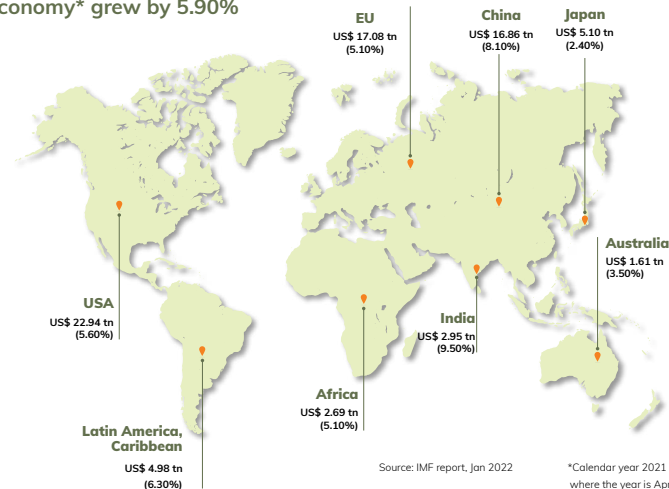 conomy* grew by 5.90%
EU
US$ 17.08 tn
(5.10%)
China
US$ 16.86 tn
(8.10%)
Japan
US$ 5.10 tn
(2.40%)
Australia
US$ 1.61 tn
(3.50%)
USA
US$ 22.94 tn
(5.60%)
India
US$ 2.95 tn
(9.50%)
Africa
US$ 2.69 tn
(5.10%)
Latin America,
Caribbean
US$ 4.98 tn
(6.30%)
Source: IMF report, Jan 2022
*Calendar year 2021
where the year is Apr